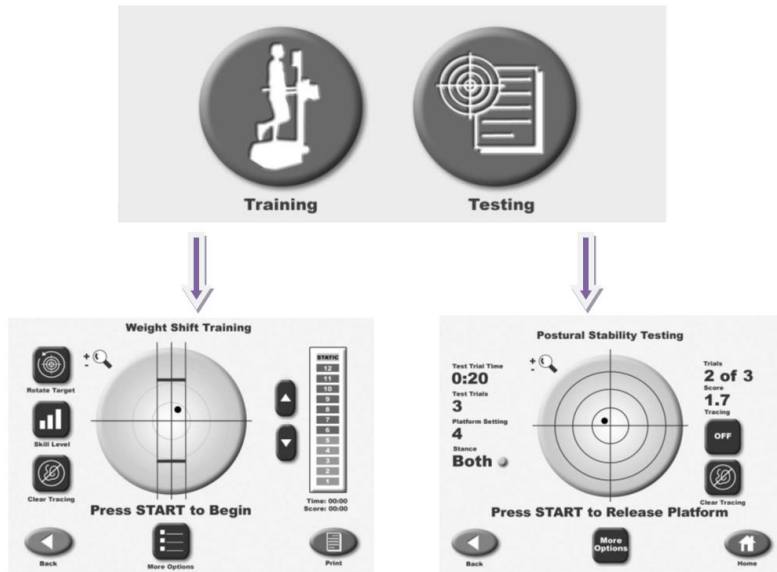 Training
Testing
Weight Shift Training
+
-
Rotate Target
Skill Level
Clear Tracing
STATIC
12
11
10
9
8
7
6
5
4
3
2
1
Time: 00:00
Score: 00:00
Press START to Begin
Back
More Options
Print
Postural Stability Testing
+
-
Test Trial Time
0:20
Test Trials
3
Platform Setting
4
Stance
Both
Trials
2 of 3
Score
1.7
Tracing
OFF
Clear Tracing
Press START to Release Platform
Back
More
Options
Home